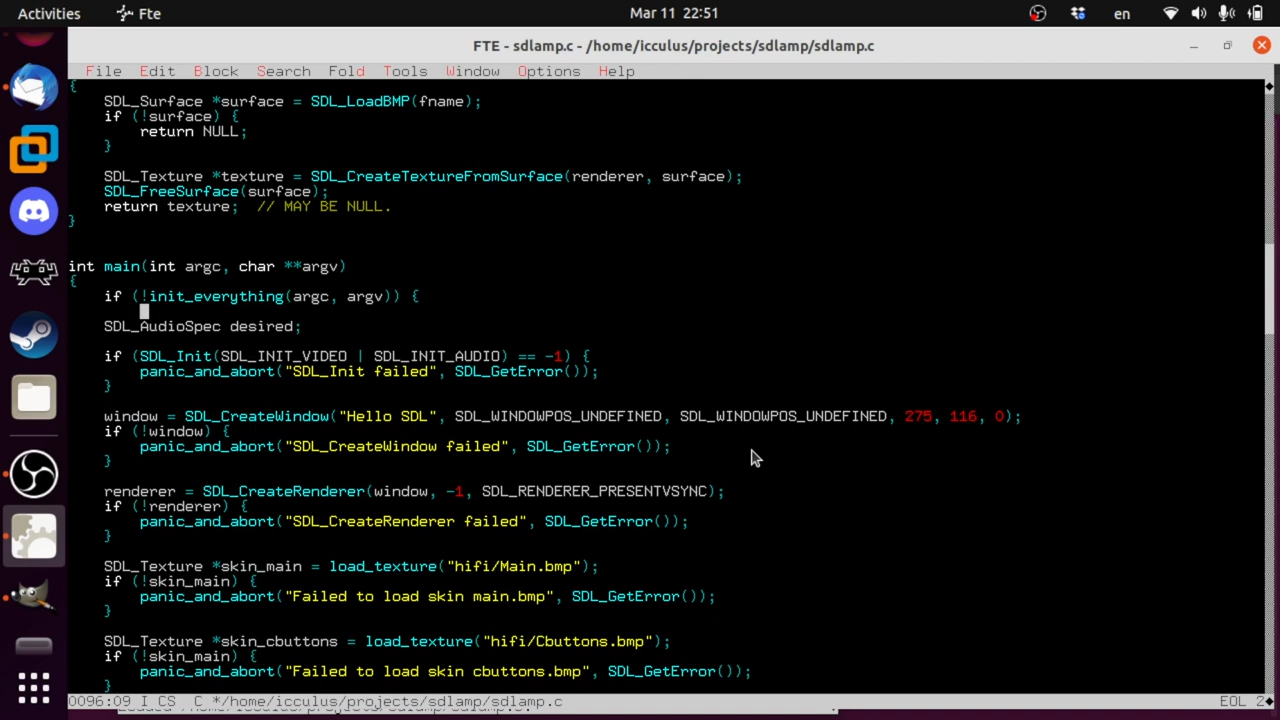 Activities
Fte
Mar 11 22:51
en
FTE - sdlamp.c - /home/icculus/projects/sdlamp/sdlamp.c
File Edit Block Search Fold Tools Window Options Help
{
SDL_Surface *surface = SDL_LoadBMP(fname);
if (!surface) {
return NULL;
}
SDL_Texture *texture = SDL_CreateTextureFromSurface(renderer, surface);
SDL_FreeSurface(surface);
return texture;  // MAY BE NULL.
}
int main(int argc, char **argv)
{
if (!init_everything(argc, argv)) {
SDL_AudioSpec desired;
if (SDL_Init(SDL_INIT_VIDEO | SDL_INIT_AUDIO) == -1) {
panic_and_abort("SDL_Init failed", SDL_GetError());
}
window = SDL_CreateWindow("Hello SDL", SDL_WINDOWPOS_UNDEFINED, SDL_WINDOWPOS_UNDEFINED, 275, 116, 0);
if (!window) {
panic_and_abort("SDL_CreateWindow failed", SDL_GetError());
}
renderer = SDL_CreateRenderer(window, -1, SDL_RENDERER_PRESENTVSYNC);
if (!renderer) {
panic_and_abort("SDL_CreateRenderer failed", SDL_GetError());
}
SDL_Texture *skin_main = load_texture("hifi/Main.bmp");
if (!skin_main) {
panic_and_abort("Failed to load skin main.bmp", SDL_GetError());
}
SDL_Texture *skin_cbuttons = load_texture("hifi/Cbuttons.bmp");
if (!skin_main) {
panic_and_abort("Failed to load skin cbuttons.bmp", SDL_GetError());
}
0096:09 I CS  C */home/icculus/projects/sdlamp/sdlamp.c
EOL 2